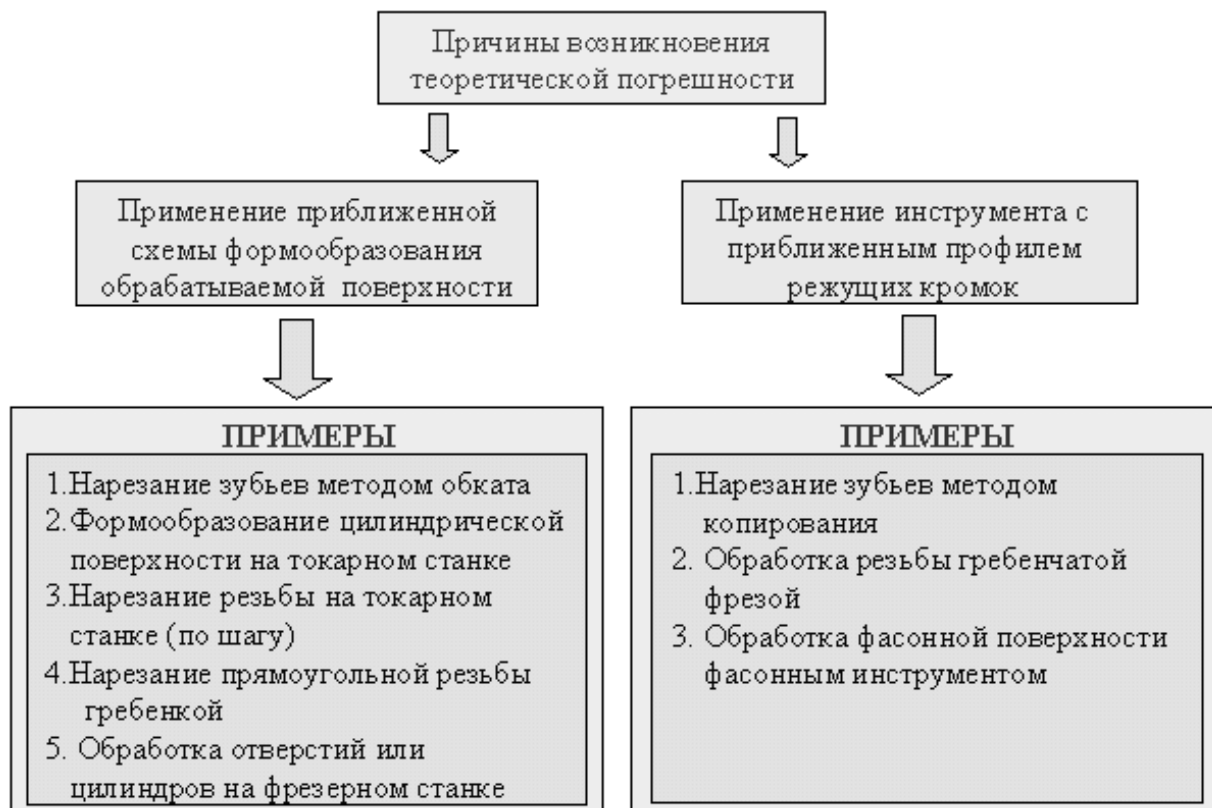 Причины возникновения
теоретической погрешности
Применение приближенной
схемы формообразования
обрабатываемой поверхности
Применение инструмента с
приближенным профилем
режущих кромок
ПРИМЕРЫ
1.Нарезание зубьев методом обката
2.Формообразование цилиндрической
поверхности на токарном станке
3.Нарезание резьбы на токарном
станке (по шагу)
4.Нарезание прямоугольной резьбы
гребенкой
5. Обработка отверстий или
цилиндров на фрезерном станке
ПРИМЕРЫ
1.Нарезание зубьев методом
копирования
2. Обработка резьбы гребенчатой
фрезой
3. Обработка фасонной поверхности
фасонным инструментом